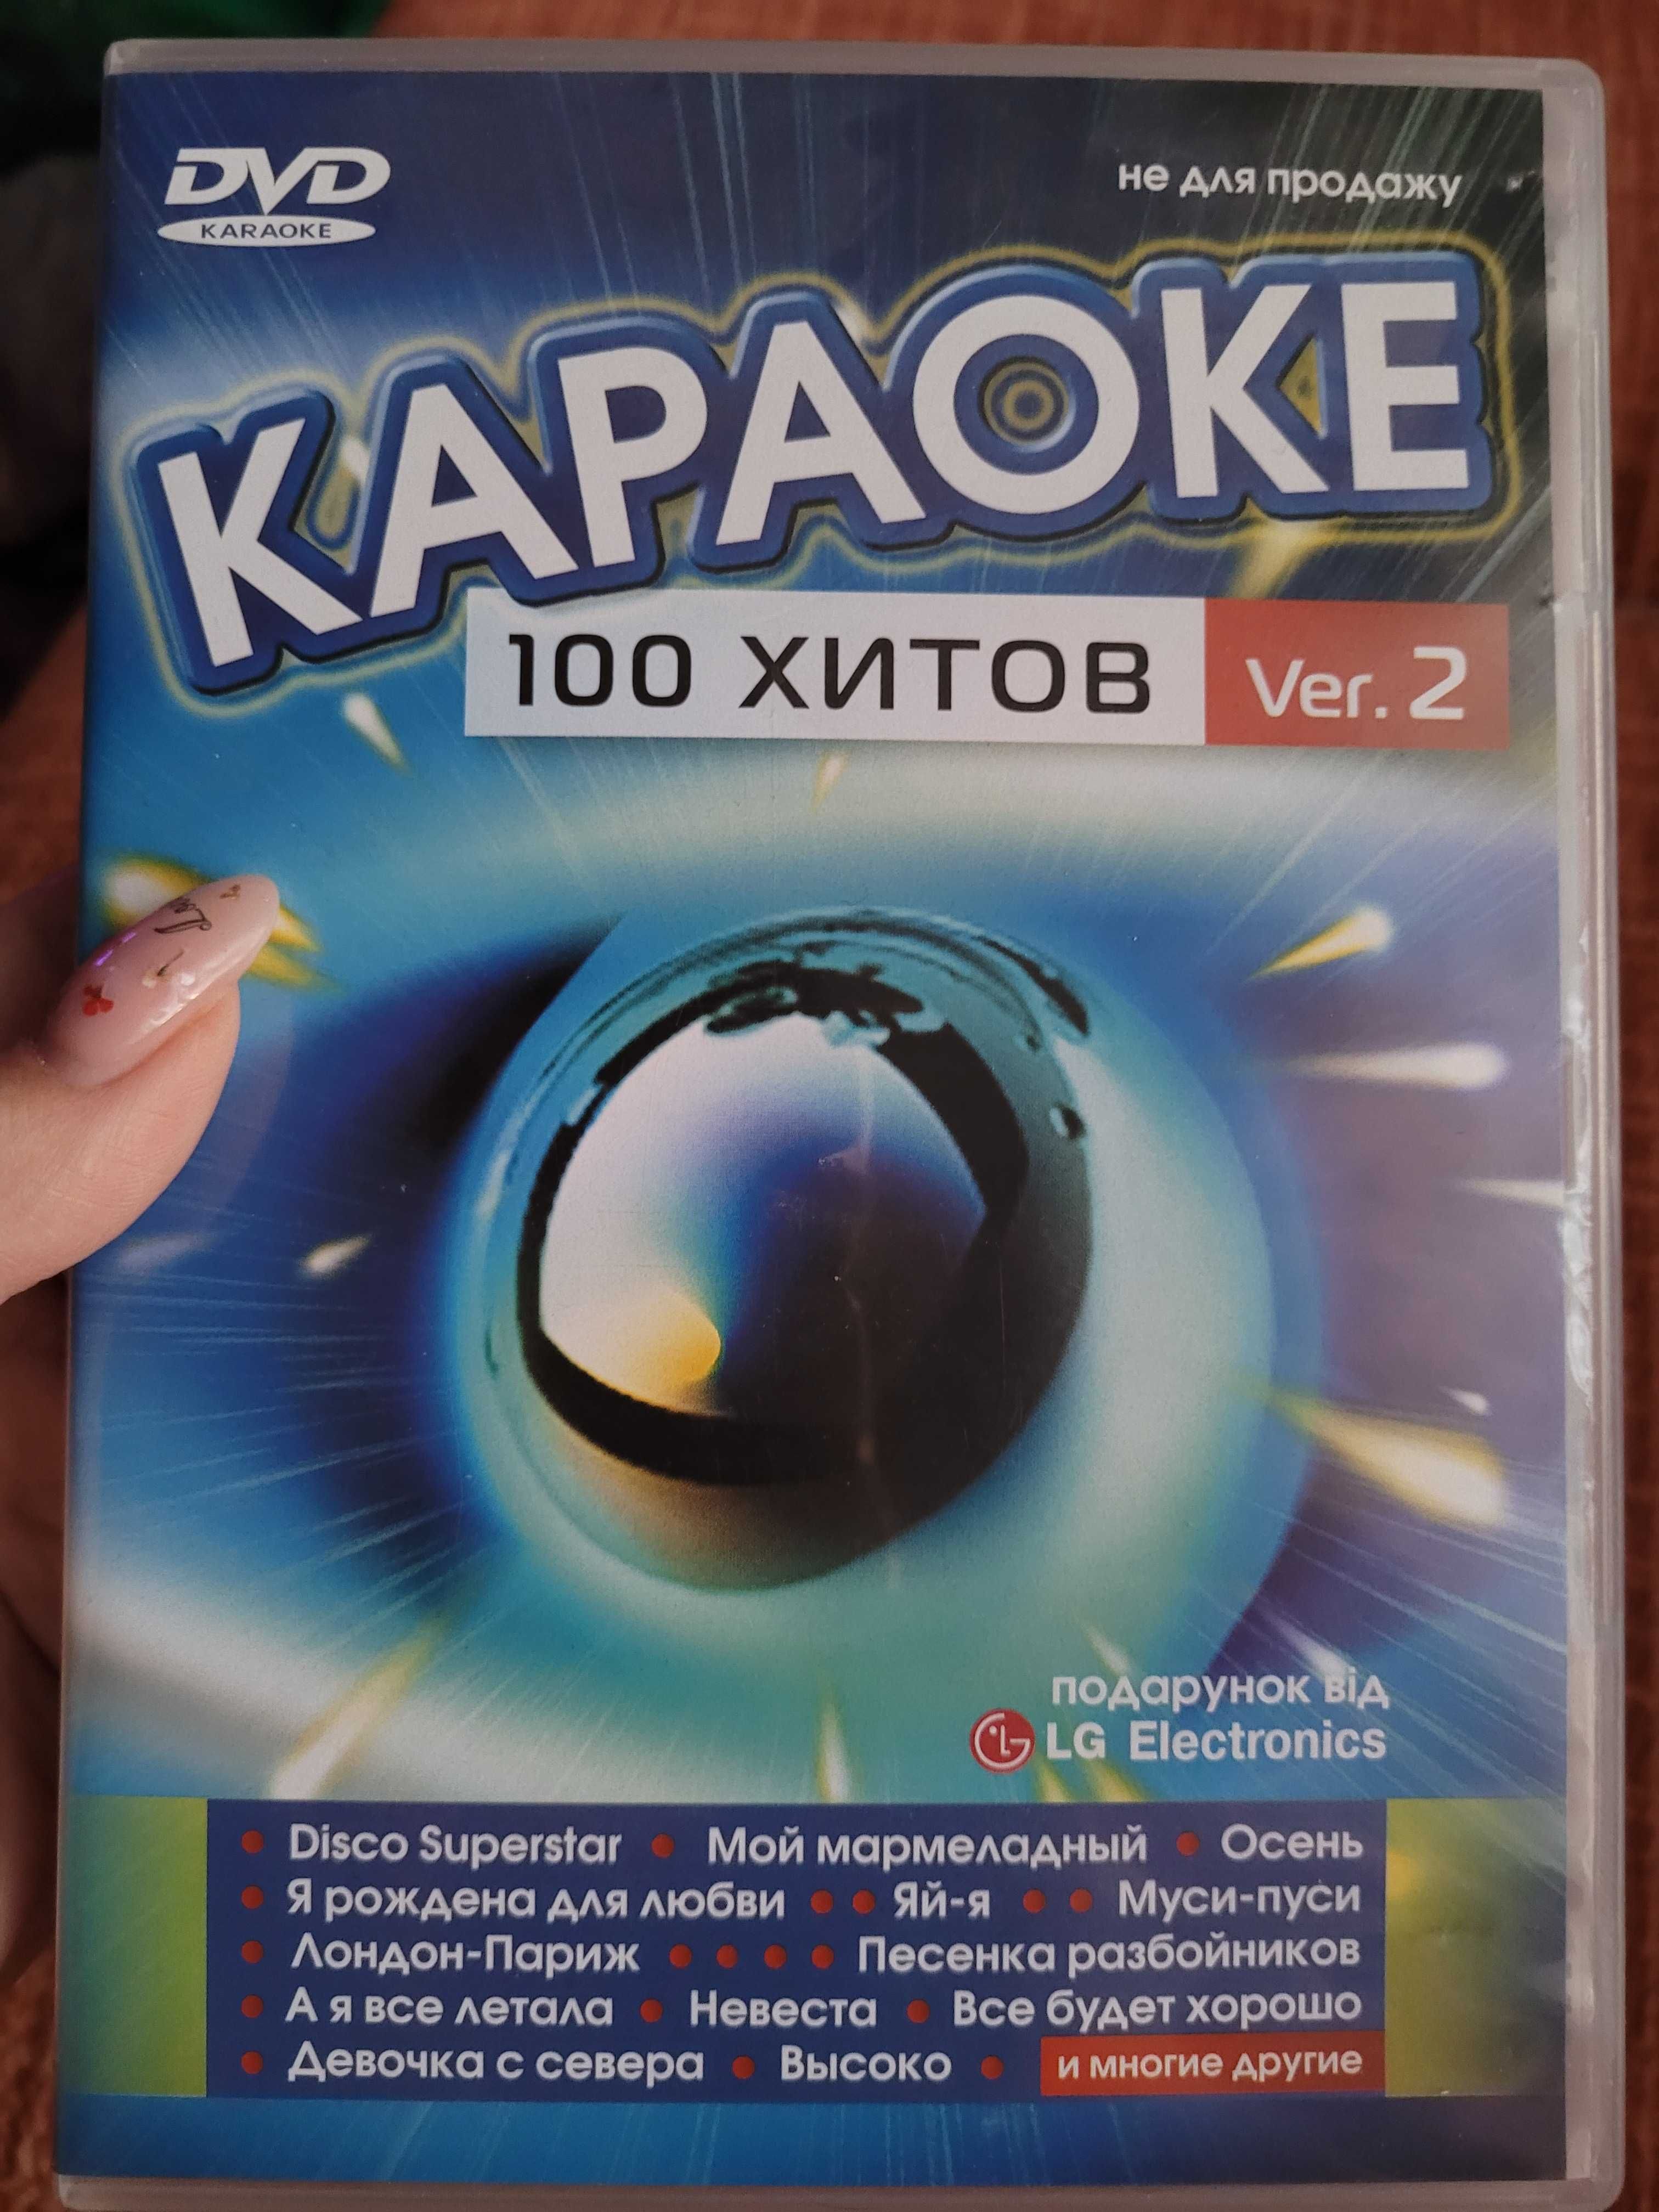 DVD
KARAOKE
не для продажу
КАРАОКЕ
100 ХИТОВ Ver. 2
подарунок від
LG Electronics
• Disco Superstar • Мой мармеладный • Осень
• Я рождена для любви • • Яй-я • • Муси-пуси
• Лондон-Париж • • • • Песенка разбойников
• А я все летала • Невеста • Все будет хорошо
• Девочка с севера • Высоко • и многие другие